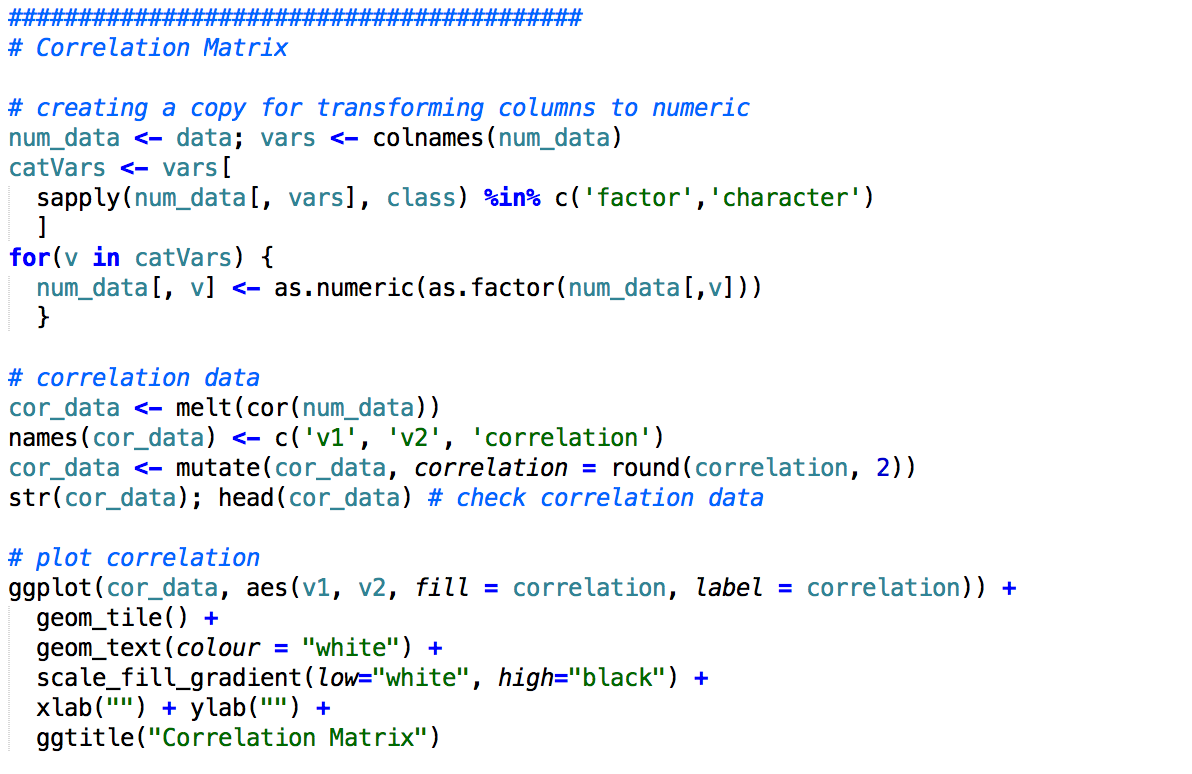 #########################################
# Correlation Matrix
# creating a copy for transforming columns to numeric
num_data <- data; vars <- colnames(num_data)
catVars <- vars[
  sapply(num_data[, vars], class) %in% c('factor','character')
  ]
for(v in catVars) {
  num_data[, v] <- as.numeric(as.factor(num_data[,v]))
  }
# correlation data
cor_data <- melt(cor(num_data))
names(cor_data) <- c('v1', 'v2', 'correlation')
cor_data <- mutate(cor_data, correlation = round(correlation, 2))
str(cor_data); head(cor_data) # check correlation data
# plot correlation
ggplot(cor_data, aes(v1, v2, fill = correlation, label = correlation)) +
  geom_tile() +
  geom_text(colour = "white") +
  scale_fill_gradient(low="white", high="black") +
  xlab("") + ylab("") +
  ggtitle("Correlation Matrix")